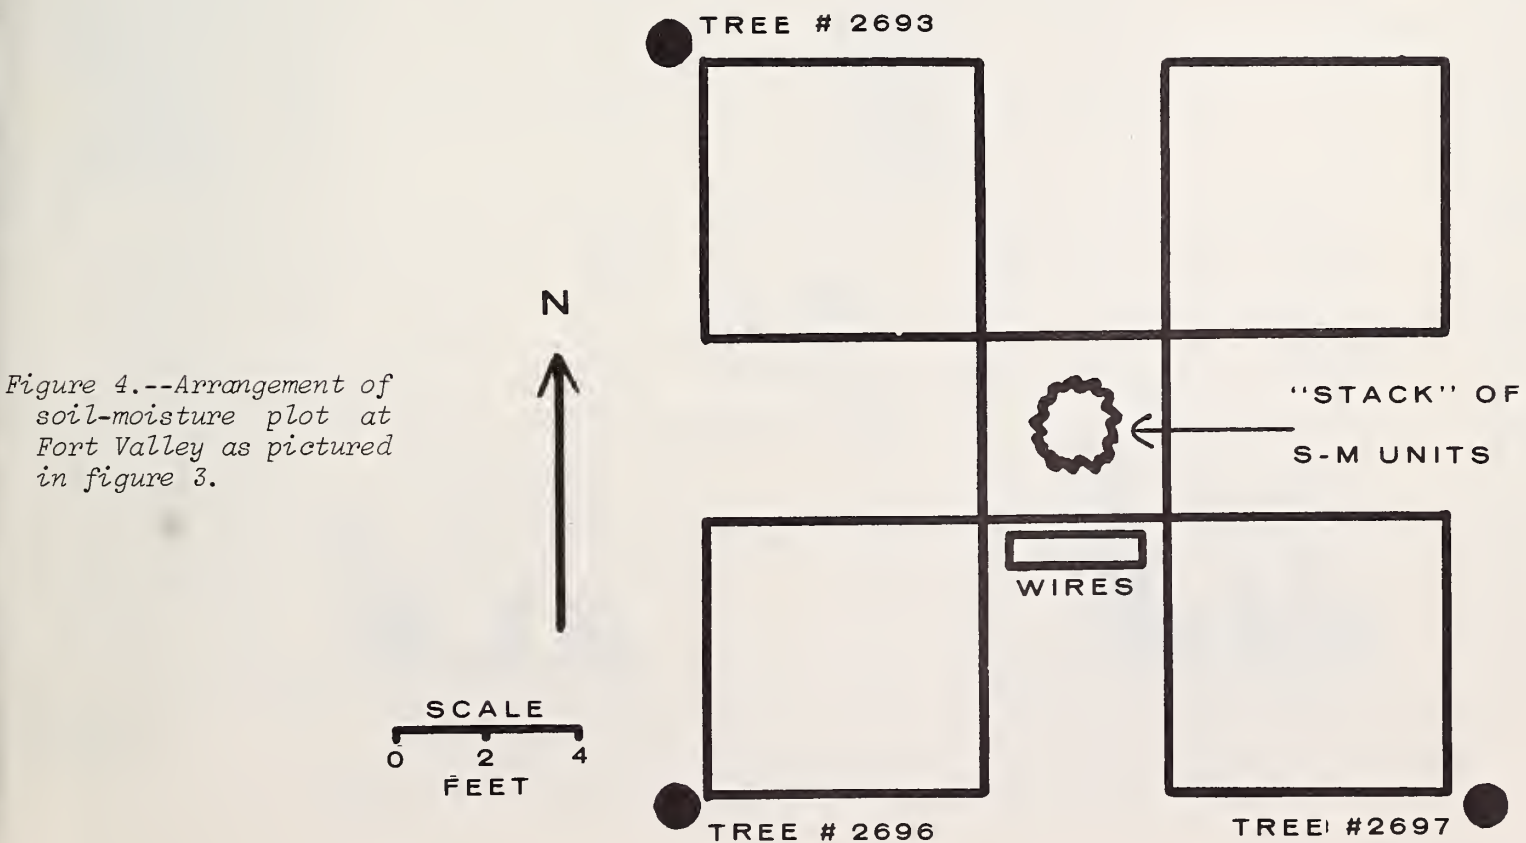 TREE # 2693
N
Figure 4.--Arrangement of
soil-moisture plot at
Fort Valley as pictured
in figure 3.
"STACK" OF
S-M UNITS
WIRES
SCALE
0 2 4
FEET
TREE # 2696
TREE #2697